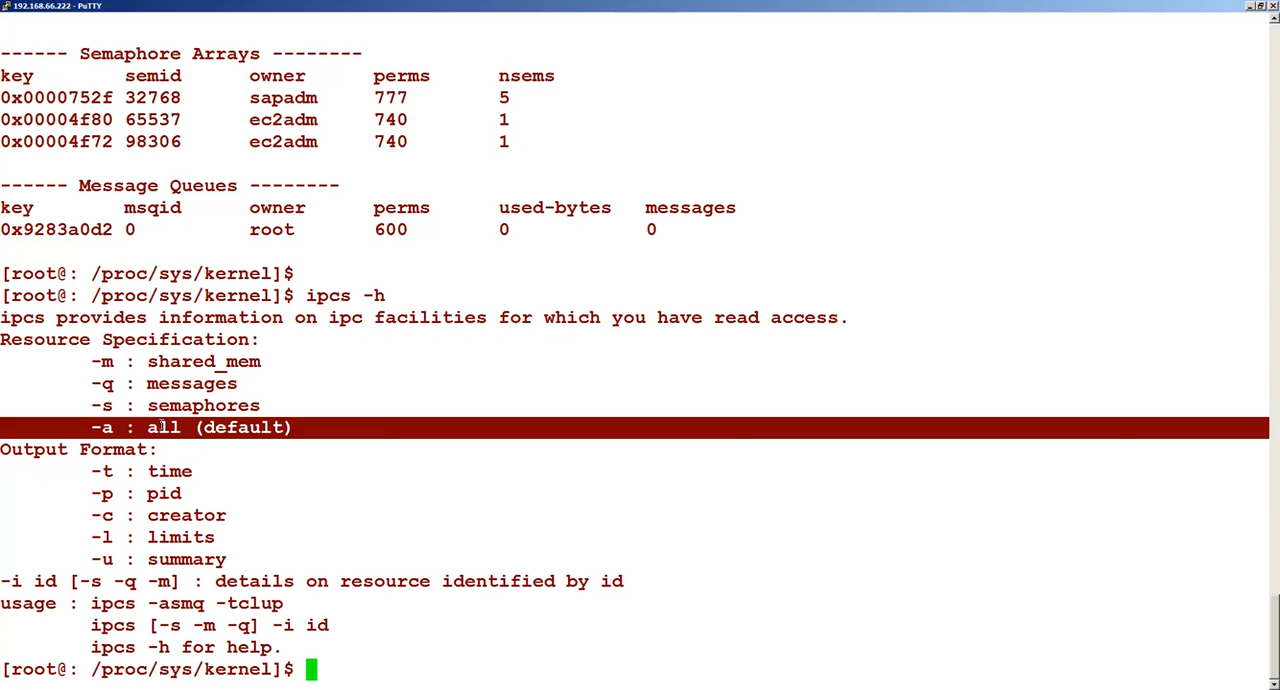 192.168.66.222 - PuTTY
------ Semaphore Arrays --------
key semid owner perms nsems
0x0000752f 32768 sapadm 777 5
0x00004f80 65537 ec2adm 740 1
0x00004f72 98306 ec2adm 740 1
------ Message Queues --------
key msqid owner perms used-bytes messages
0x9283a0d2 0 root 600 0 0
[root@: /proc/sys/kernel]$
[root@: /proc/sys/kernel]$ ipcs -h
ipcs provides information on ipc facilities for which you have read access.
Resource Specification:
-m : shared_mem
-q : messages
-s : semaphores
-a : all (default)
Output Format:
-t : time
-p : pid
-c : creator
-l : limits
-u : summary
-i id [-s -q -m] : details on resource identified by id
usage : ipcs -asmq -tclup
ipcs [-s -m -q] -i id
ipcs -h for help.
[root@: /proc/sys/kernel]$